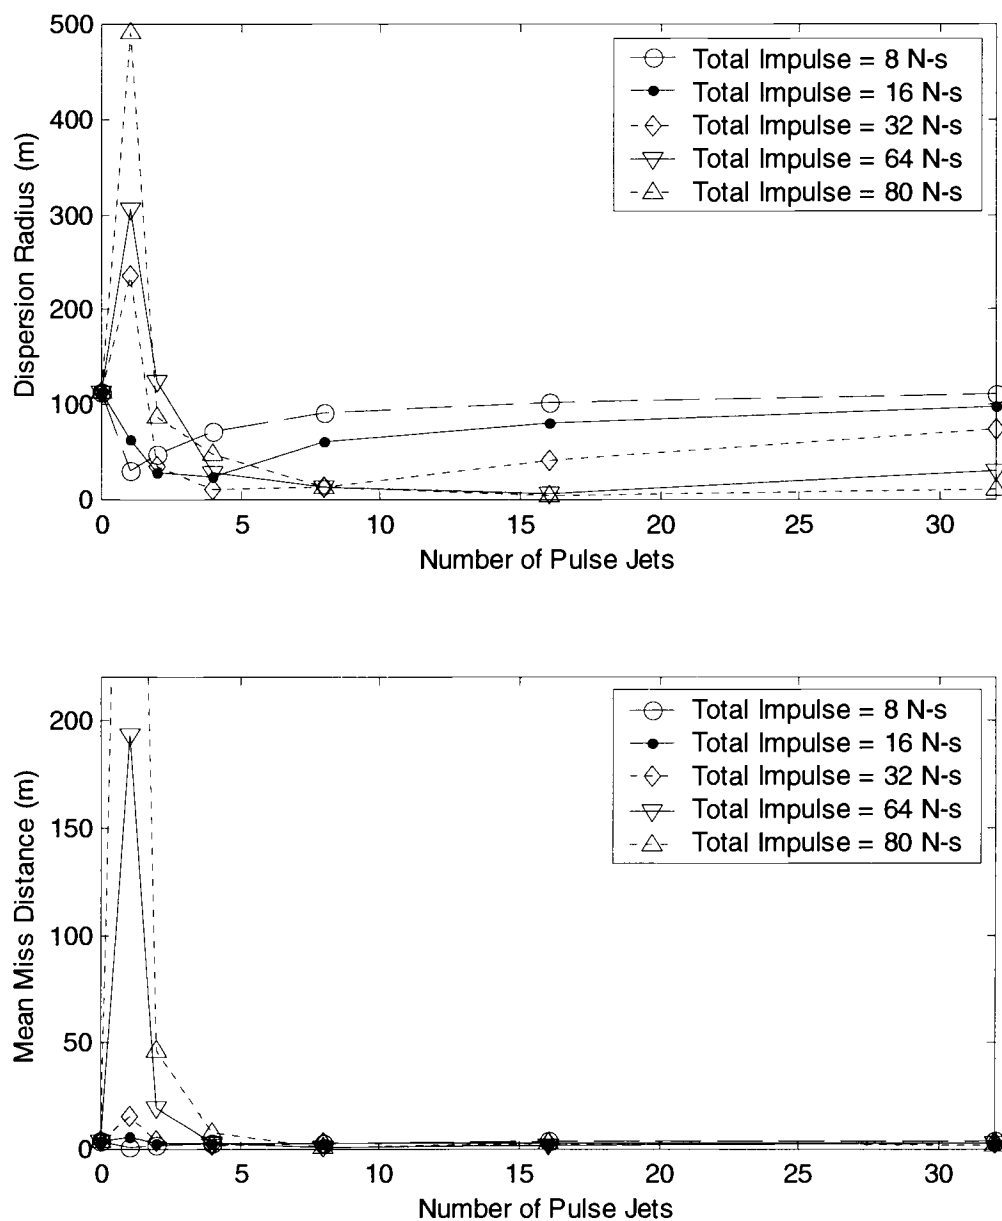 500
400
300
200
100
0
Dispersion Radius (m)
Total Impulse = 8 N-s
Total Impulse = 16 N-s
Total Impulse = 32 N-s
Total Impulse = 64 N-s
Total Impulse = 80 N-s
0 5 10 15 20 25 30
Number of Pulse Jets
200
150
100
50
0
Mean Miss Distance (m)
Total Impulse = 8 N-s
Total Impulse = 16 N-s
Total Impulse = 32 N-s
Total Impulse = 64 N-s
Total Impulse = 80 N-s
0 5 10 15 20 25 30
Number of Pulse Jets